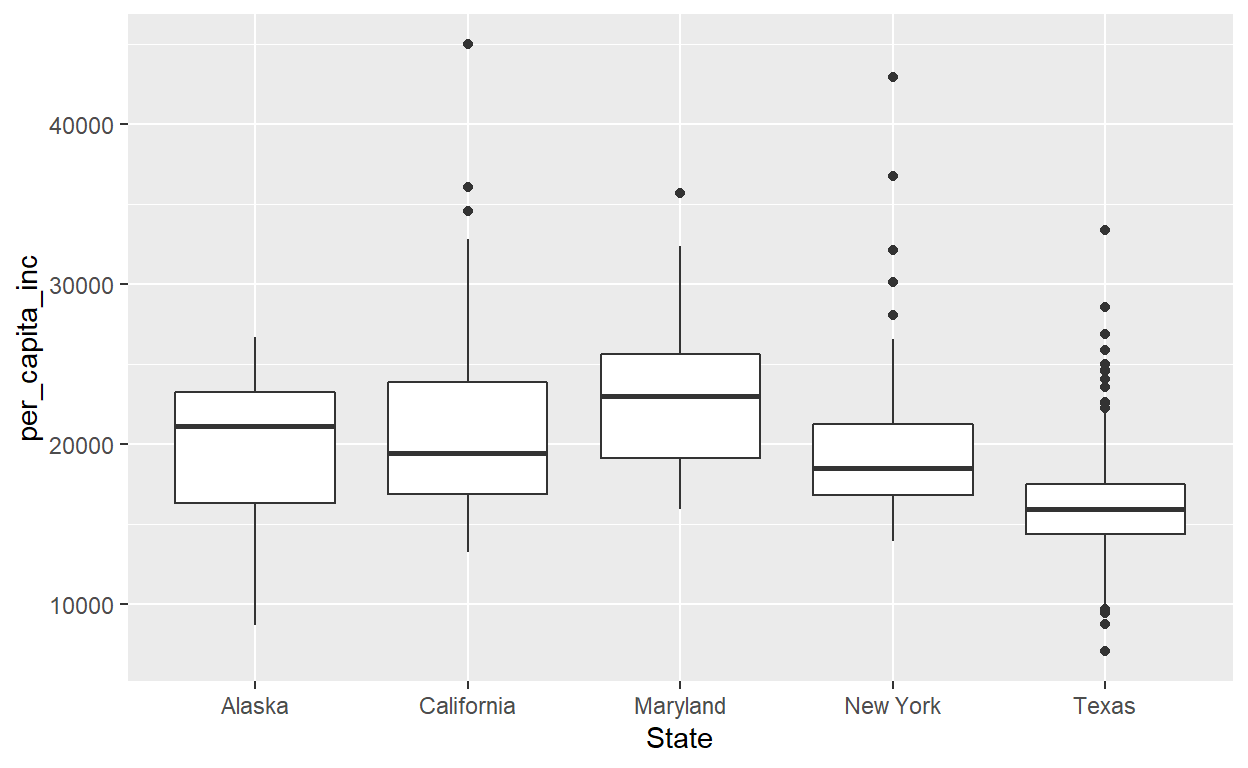 per_capita_inc
40000
30000
20000
10000
Alaska California Maryland New York Texas
State